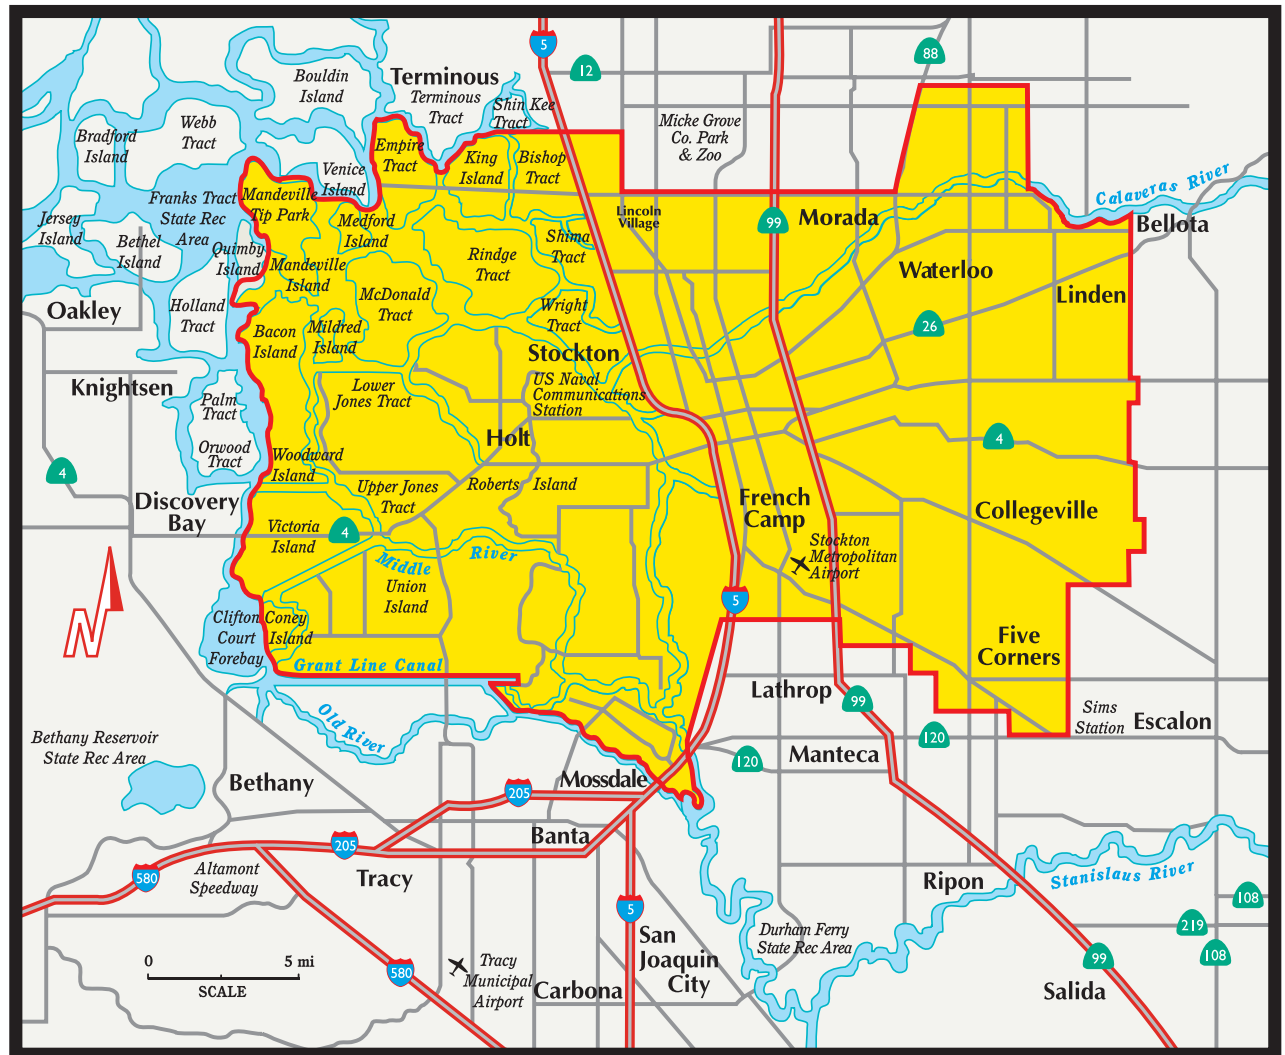 5
12
88
Bouldin
Island
Terminous
Terminous
Tract
Shin Kee
Tract
Webb
Tract
Bradford
Island
Micke Grove
Co. Park
& Zoo
Empire
Tract
King
Island
Bishop
Tract
Venice
Island
Franks Tract
State Rec
Area
Mandeville
Tip Park
Medford
Island
Jersey
Island
Bethel
Island
Quimby
Island
Mandeville
Island
Rindge
Tract
Shima
Tract
Lincoln
Village
99
Morada
Calaveras River
Bellota
Waterloo
Linden
26
Oakley
Holland
Tract
McDonald
Tract
Wright
Tract
Bacon
Island
Mildred
Island
Stockton
US Naval
Communications
Station
Knightsen
Lower
Jones Tract
Palm
Tract
Orwood
Tract
Holt
4
4
Woodward
Island
Roberts Island
Upper Jones
Tract
Discovery
Bay
Victoria
Island
4
French
Camp
Collegeville
Stockton
Metropolitan
Airport
Middle River
Union
Island
N
5
Clifton
Court
Forebay
Coney
Island
Grant Line Canal
Five
Corners
Lathrop
99
Sims
Station
Escalon
120
120
Manteca
Old River
Bethany Reservoir
State Rec Area
Bethany
Mossdale
205
Banta
205
580
Altamont
Speedway
Tracy
Ripon
Stanislaus River
108
219
108
5
San
Joaquin
City
Durham Ferry
State Rec Area
99
Salida
0 5 mi
SCALE
580
Tracy
Municipal
Airport
Carbona